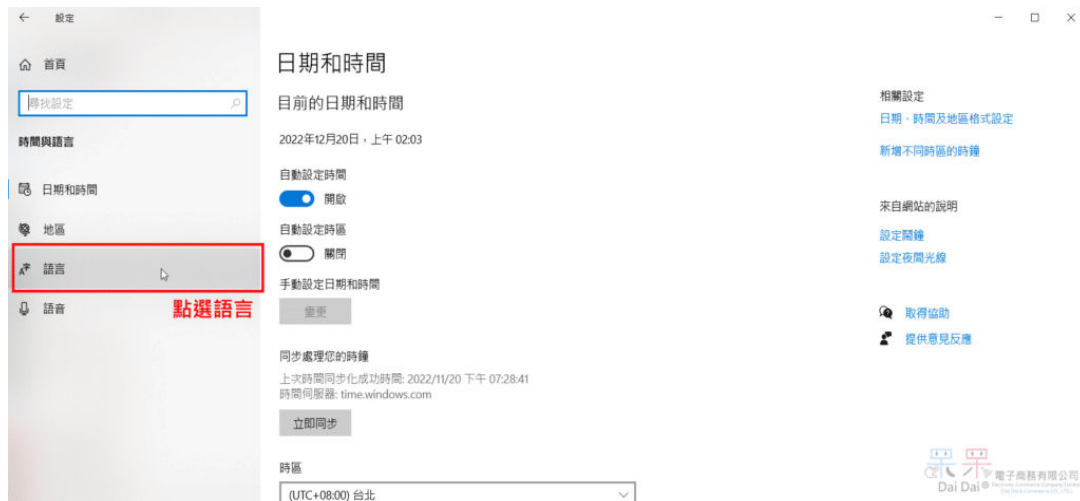 設定
首頁
尋找設定
時間與語言
日期和時間
地區
語言
語音
點選語言
日期和時間
目前的日期和時間
2022年12月20日，上午 02:03
自動設定時間
開啟
自動設定時區
關閉
手動設定日期和時間
變更
同步處理您的時鐘
上次時間同步化成功時間: 2022/11/20 下午 07:28:41
時間伺服器: time.windows.com
立即同步
時區
(UTC+08:00) 台北
相關設定
日期、時間及地區格式設定
新增不同時區的時鐘
來自網站的說明
設定鬧鐘
設定夜間光線
取得協助
提供意見反應
Dai Dai®
電子商務有限公司